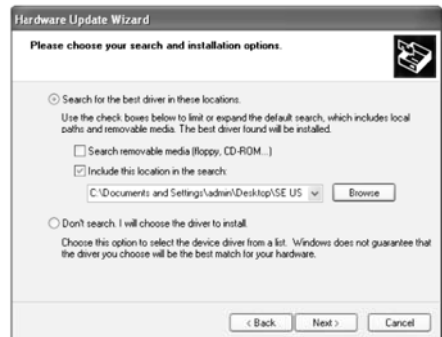 Hardware Update Wizard
Please choose your search and installation options.
Search for the best driver in these locations.
Use the check boxes below to limit or expand the default search, which includes local
paths and removable media. The best driver found will be installed.
Search removable media (floppy, CD-ROM...)
Include this location in the search:
C:\Documents and Settings\admin\Desktop\SE US
Browse
Don't search. I will choose the driver to install.
Choose this option to select the device driver from a list. Windows does not guarantee that
the driver you choose will be the best match for your hardware.
< Back Next > Cancel